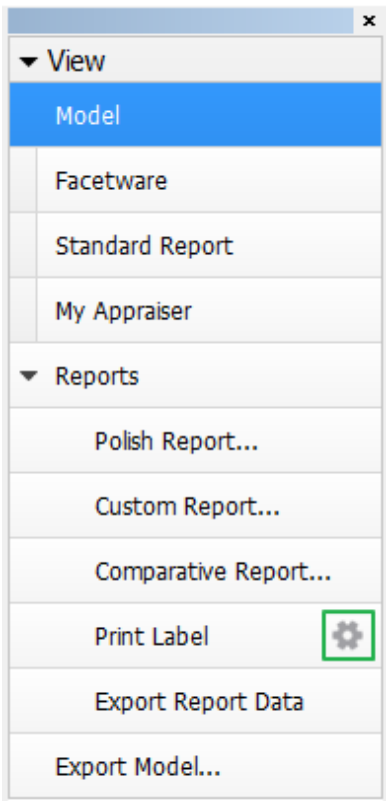 View
Model
Facetware
Standard Report
My Appraiser
Reports
Polish Report...
Custom Report...
Comparative Report...
Print Label
Export Report Data
Export Model...